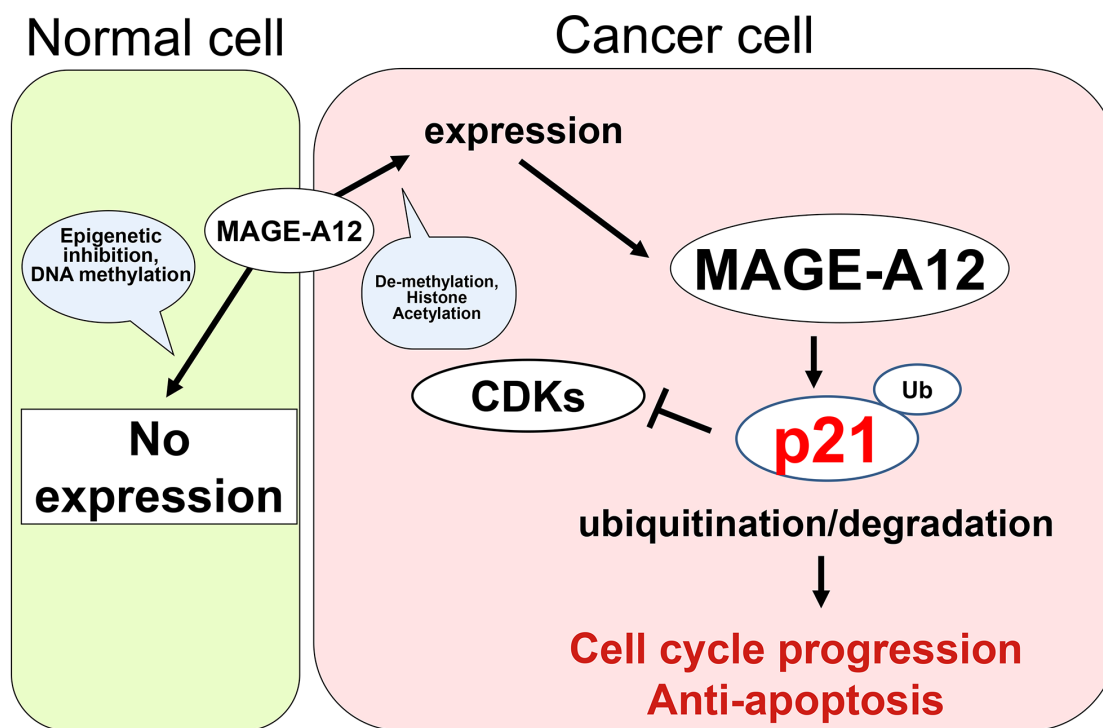 Normal cell
Cancer cell
expression
MAGE-A12
Epigenetic
inhibition,
DNA methylation
De-methylation,
Histone
Acetylation
MAGE-A12
CDKs
Ub
p21
No
expression
ubiquitination/degradation
Cell cycle progression
Anti-apoptosis